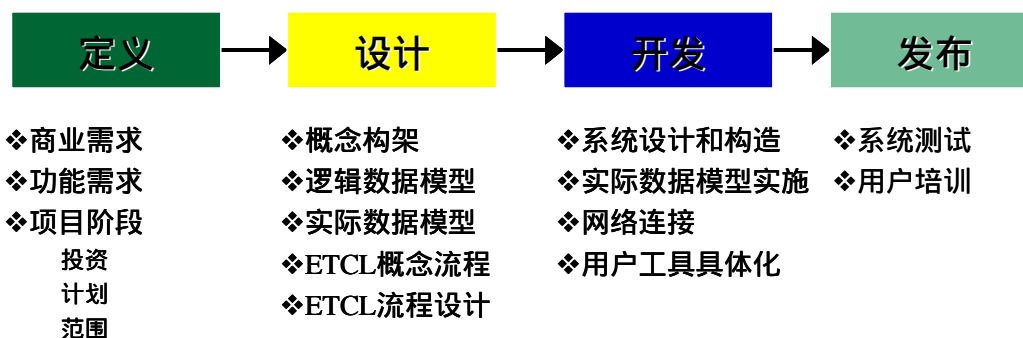 定义
设计
开发
发布
❖商业需求
❖功能需求
❖项目阶段
投资
计划
范围
❖概念构架
❖逻辑数据模型
❖实际数据模型
❖ETCL概念流程
❖ETCL流程设计
❖系统设计和构造
❖实际数据模型实施
❖网络连接
❖用户工具具体化
❖系统测试
❖用户培训